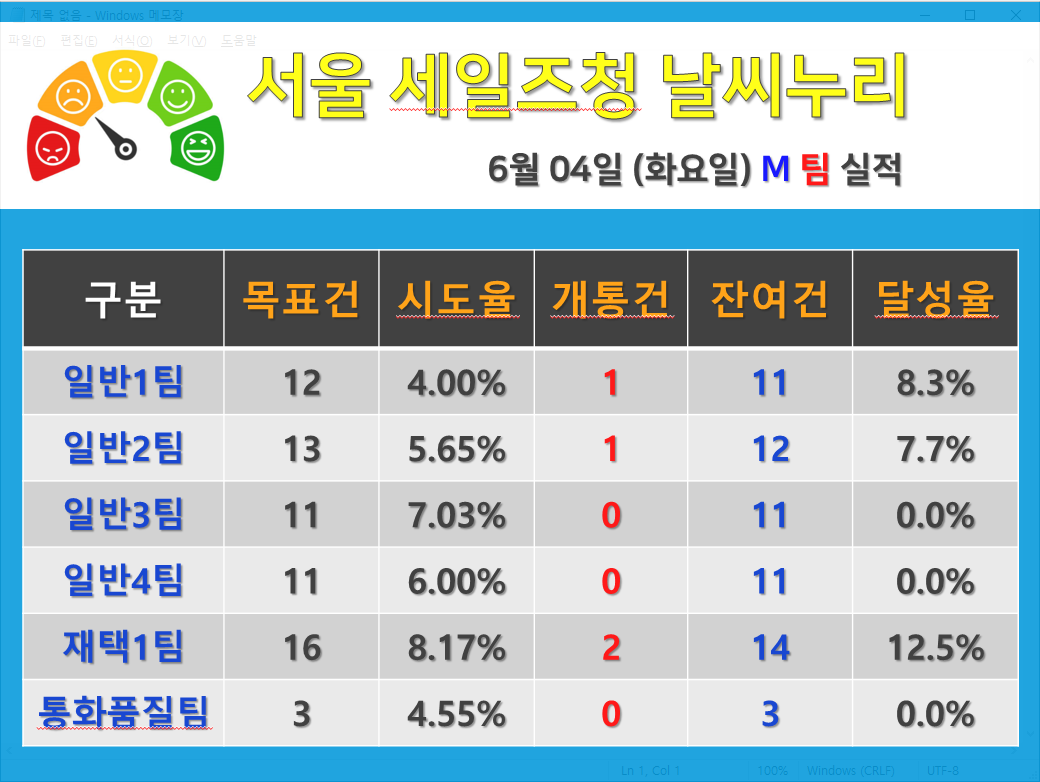 제목 없음 - Windows 메모장
파일(F) 편집(E) 서식(O) 보기(V) 도움말
서울 세일즈청 날씨누리
6월 04일 (화요일) M 팀 실적
구분 목표건 시도율 개통건 잔여건 달성율
일반1팀 12 4.00% 1 11 8.3%
일반2팀 13 5.65% 1 12 7.7%
일반3팀 11 7.03% 0 11 0.0%
일반4팀 11 6.00% 0 11 0.0%
재택1팀 16 8.17% 2 14 12.5%
통화품질팀 3 4.55% 0 3 0.0%
Ln 1, Col 1 100% Windows (CRLF) UTF-8